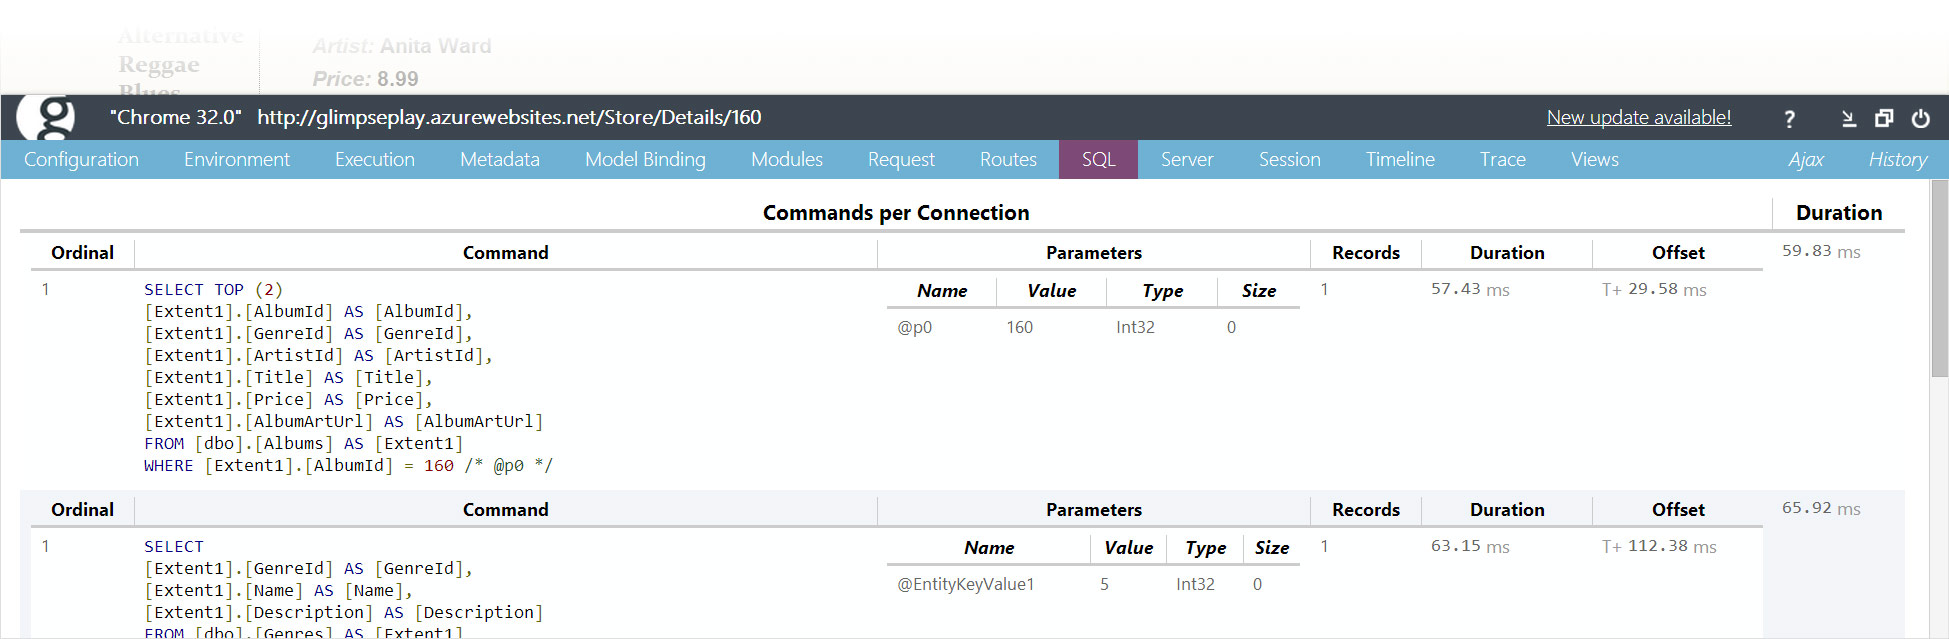 Alternative
Reggae
Blues
Artist: Anita Ward
Price: 8.99
g "Chrome 32.0" http://glimpseplay.azurewebsites.net/Store/Details/160 New update available! ?
Configuration Environment Execution Metadata Model Binding Modules Request Routes SQL Server Session Timeline Trace Views Ajax History
Commands per Connection Duration
Ordinal Command Parameters Records Duration Offset 59.83 ms
1 SELECT TOP (2) Name Value Type Size 1 57.43 ms T+ 29.58 ms
[Extent1].[AlbumId] AS [AlbumId],
[Extent1].[GenreId] AS [GenreId], @p0 160 Int32 0
[Extent1].[ArtistId] AS [ArtistId],
[Extent1].[Title] AS [Title],
[Extent1].[Price] AS [Price],
[Extent1].[AlbumArtUrl] AS [AlbumArtUrl]
FROM [dbo].[Albums] AS [Extent1]
WHERE [Extent1].[AlbumId] = 160 /* @p0 */
Ordinal Command Parameters Records Duration Offset 65.92 ms
1 SELECT Name Value Type Size 1 63.15 ms T+ 112.38 ms
[Extent1].[GenreId] AS [GenreId],
[Extent1].[Name] AS [Name], @EntityKeyValue1 5 Int32 0
[Extent1].[Description] AS [Description]
FROM [dbo].[Genres] AS [Extent1]